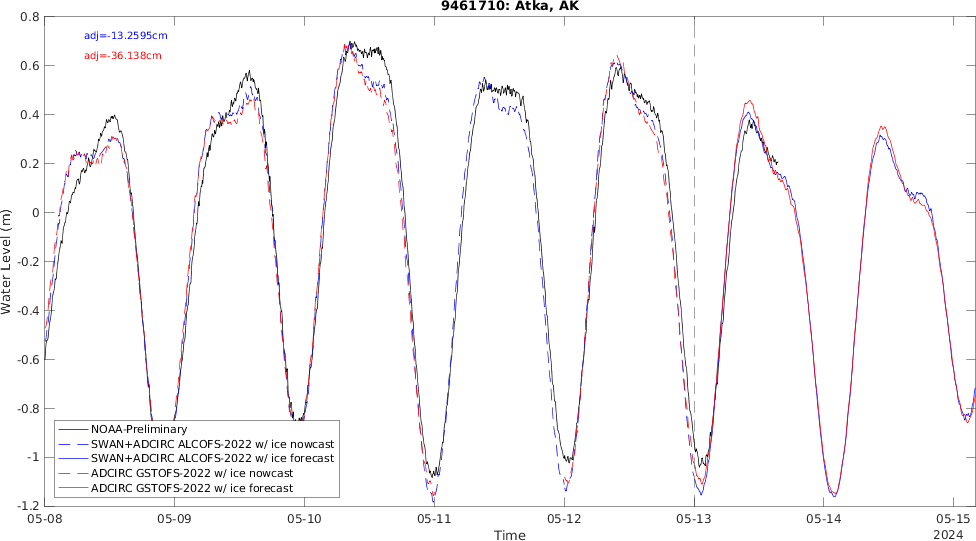 9461710: Atka, AK
adj=-13.2595cm
adj=-36.138cm
0.8
0.6
0.4
0.2
0
-0.2
-0.4
-0.6
-0.8
-1
-1.2
Water Level (m)
NOAA-Preliminary
SWAN+ADCIRC ALCOFS-2022 w/ ice nowcast
SWAN+ADCIRC ALCOFS-2022 w/ ice forecast
ADCIRC GSTOFS-2022 w/ ice nowcast
ADCIRC GSTOFS-2022 w/ ice forecast
05-08 05-09 05-10 05-11 05-12 05-13 05-14 05-15
Time
2024